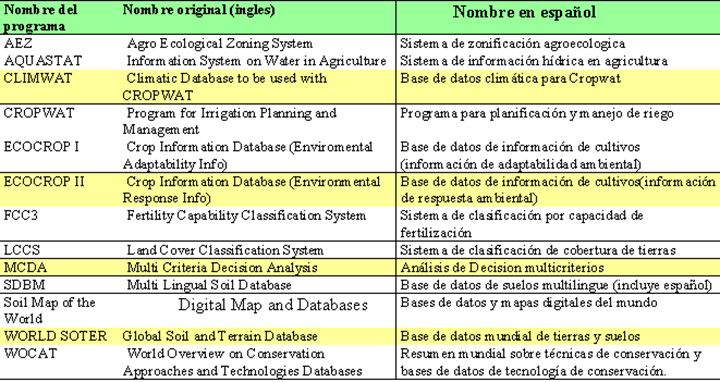 Nombre del programa Nombre original (ingles) Nombre en español
AEZ Agro Ecological Zoning System Sistema de zonificación agroecologica
AQUASTAT Information System on Water in Agriculture Sistema de información hídrica en agricultura
CLIMWAT Climatic Database to be used with Base de datos climática para Cropwat
CROPWAT
CROPWAT Program for Irrigation Planning and Programa para planificación y manejo de riego
Management
ECOCROP I Crop Information Database (Enviromental Base de datos de información de cultivos
Adaptability Info) (información de adaptabilidad ambiental)
ECOCROP II Crop Information Database (Environmental Base de datos de información de cultivos(información
Response Info) de respuesta ambiental)
FCC3 Fertility Capability Classification System Sistema de clasificación por capacidad de
fertilización
LCCS Land Cover Classification System Sistema de clasificación de cobertura de tierras
MCDA Multi Criteria Decision Analysis Análisis de Decision multicriterios
SDBM Multi Lingual Soil Database Base de datos de suelos multilingue (incluye español)
Soil Map of the Digital Map and Databases Bases de datos y mapas digitales del mundo
World
WORLD SOTER Global Soil and Terrain Database Base de datos mundial de tierras y suelos
WOCAT World Overview on Conservation Resumen mundial sobre técnicas de conservación y
Approaches and Technologies Databases bases de datos de tecnología de conservación.